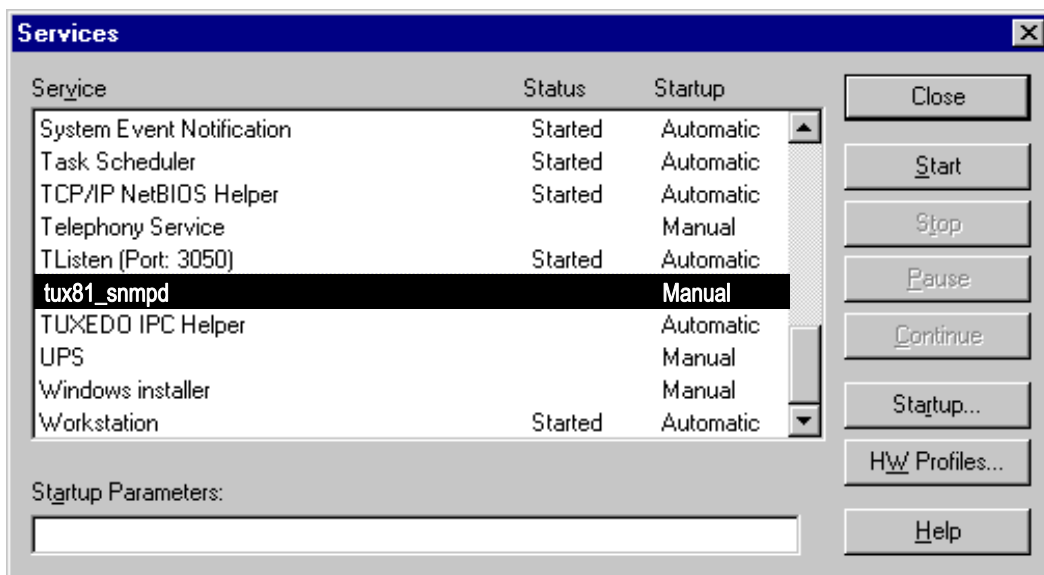 Services
Service Status Startup
System Event Notification Started Automatic
Task Scheduler Started Automatic
TCP/IP NetBIOS Helper Started Automatic
Telephony Service Manual
TListen (Port: 3050) Started Automatic
tux81_snmpd Manual
TUXEDO IPC Helper Automatic
UPS Manual
Windows installer Manual
Workstation Started Automatic
Startup Parameters:
Close
Start
Stop
Pause
Continue
Startup...
HW Profiles...
Help